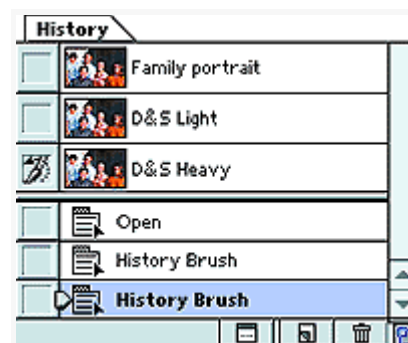 History
Family portrait
D&S Light
D&S Heavy
Open
History Brush
History Brush